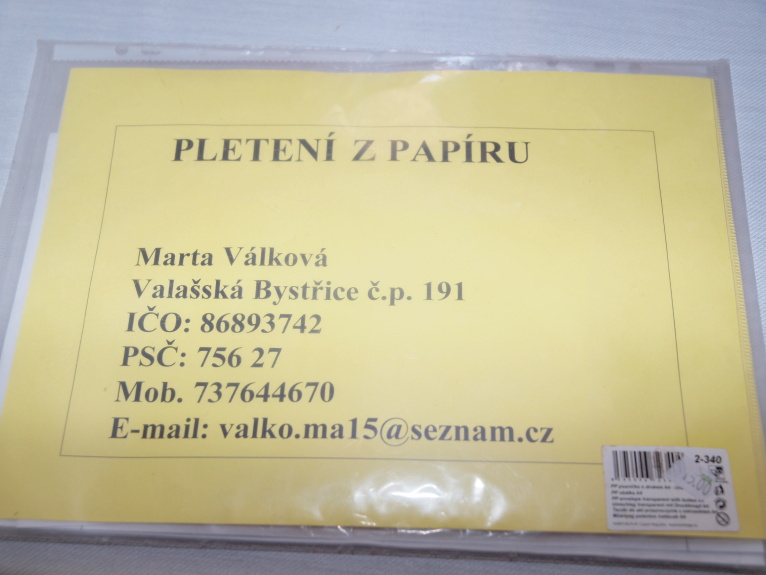 PLETENÍ Z PAPÍRU
Marta Válková
Valašská Bystřice č.p. 191
IČO: 86893742
PSČ: 756 27
Mob. 737644670
E-mail: valko.ma15@seznam.cz
2-340